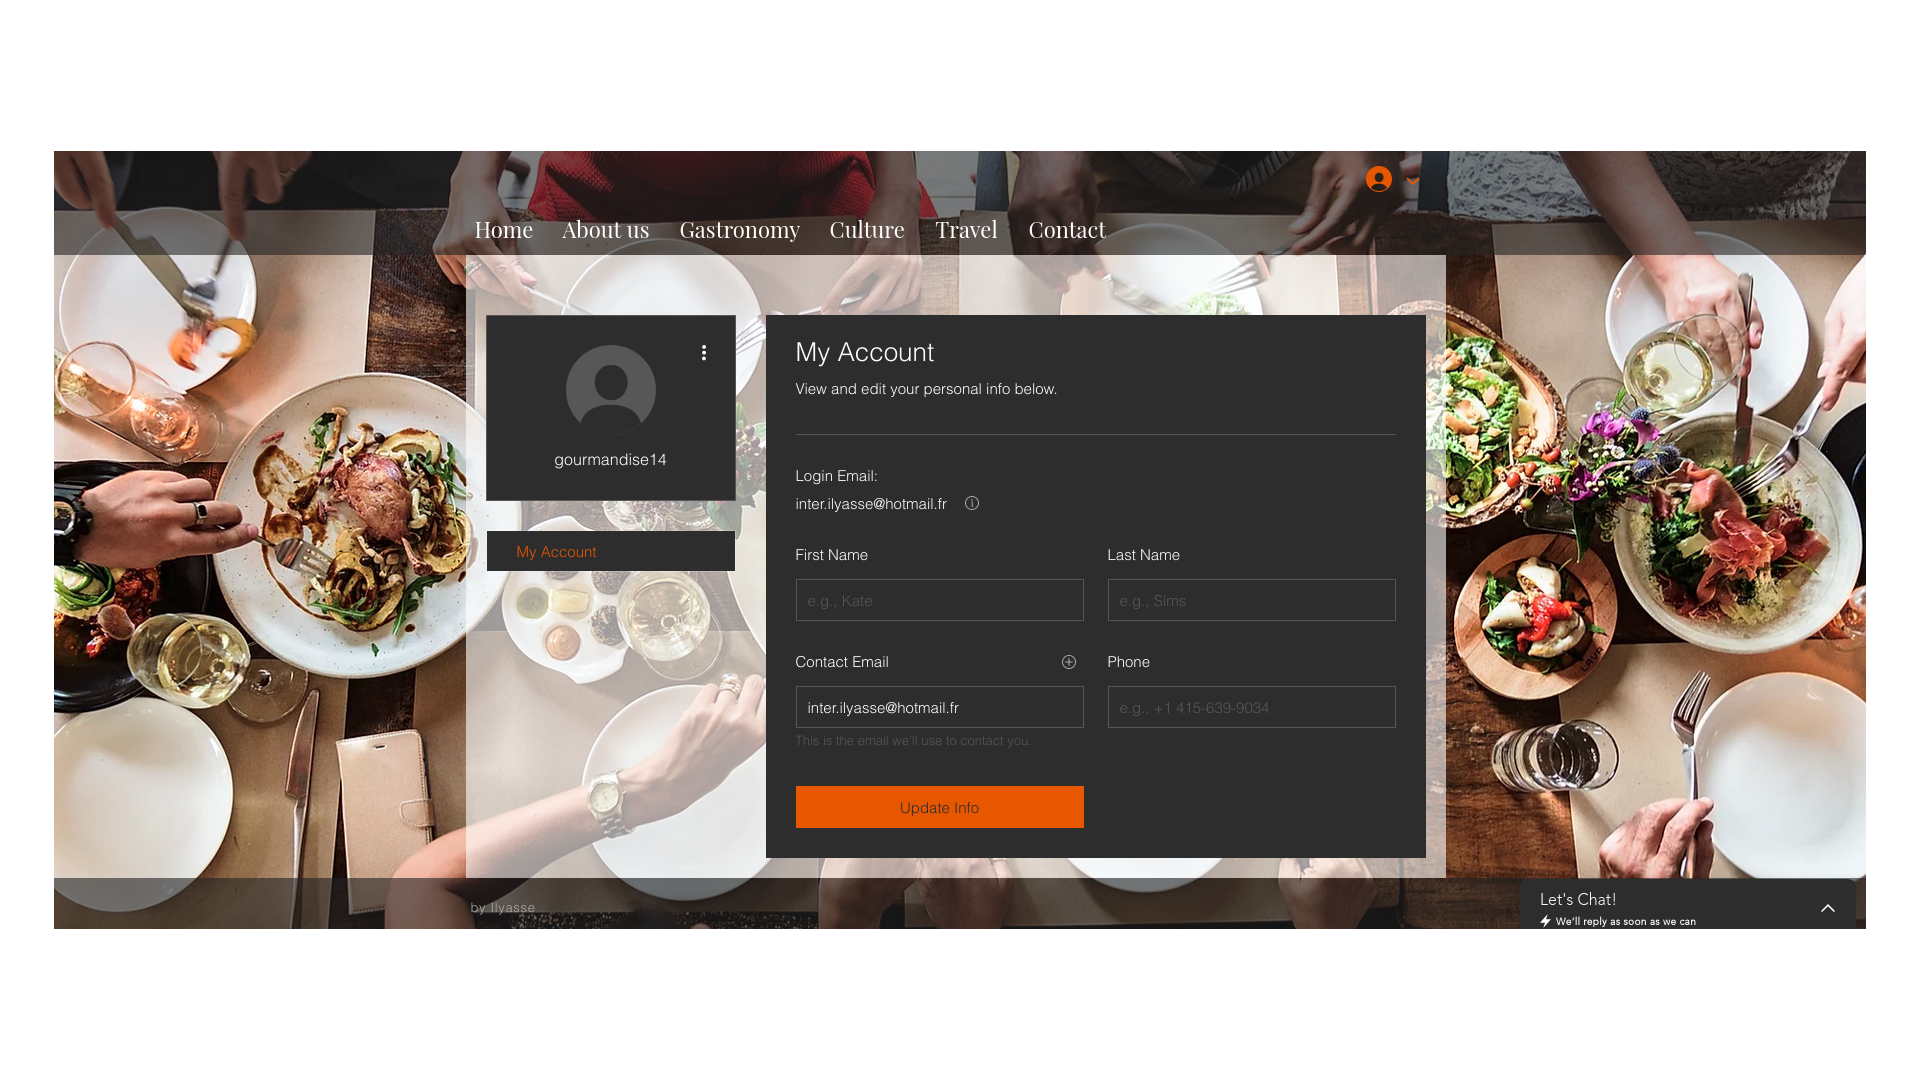 Home About us Gastronomy Culture Travel Contact
gourmandise14
My Account
My Account
View and edit your personal info below.
Login Email:
inter.ilyasse@hotmail.fr
First Name Last Name
e.g., Kate e.g., Sims
Contact Email Phone
inter.ilyasse@hotmail.fr e.g., +1 415-639-9034
This is the email we'll use to contact you.
Update Info
LAVA
by Ilyasse
Let's Chat!
We'll reply as soon as we can